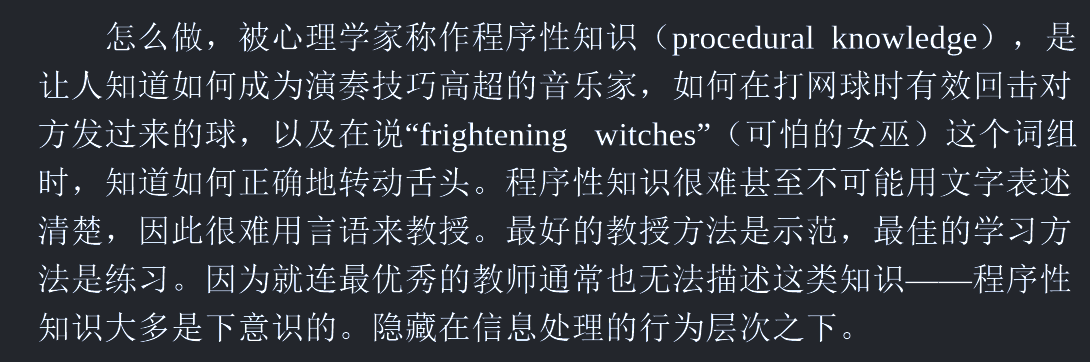 怎么做，被心理学家称作程序性知识（procedural knowledge），是
让人知道如何成为演奏技巧高超的音乐家，如何在打网球时有效回击对
方发过来的球，以及在说“frightening witches”（可怕的女巫）这个词组
时，知道如何正确地转动舌头。程序性知识很难甚至不可能用文字表述
清楚，因此很难用言语来教授。最好的教授方法是示范，最佳的学习方
法是练习。因为就连最优秀的教师通常也无法描述这类知识——程序性
知识大多是下意识的。隐藏在信息处理的行为层次之下。